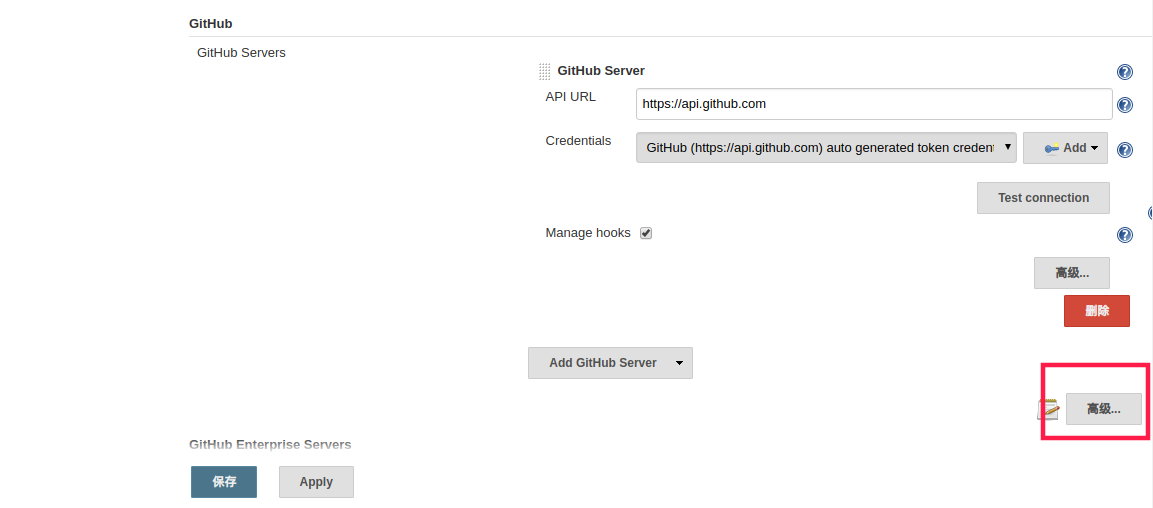 GitHub
GitHub Servers
GitHub Server
API URL
https://api.github.com
Credentials
GitHub (https://api.github.com) auto generated token creden
Add
Test connection
Manage hooks
高级...
删除
Add GitHub Server
高级...
GitHub Enterprise Servers
保存
Apply